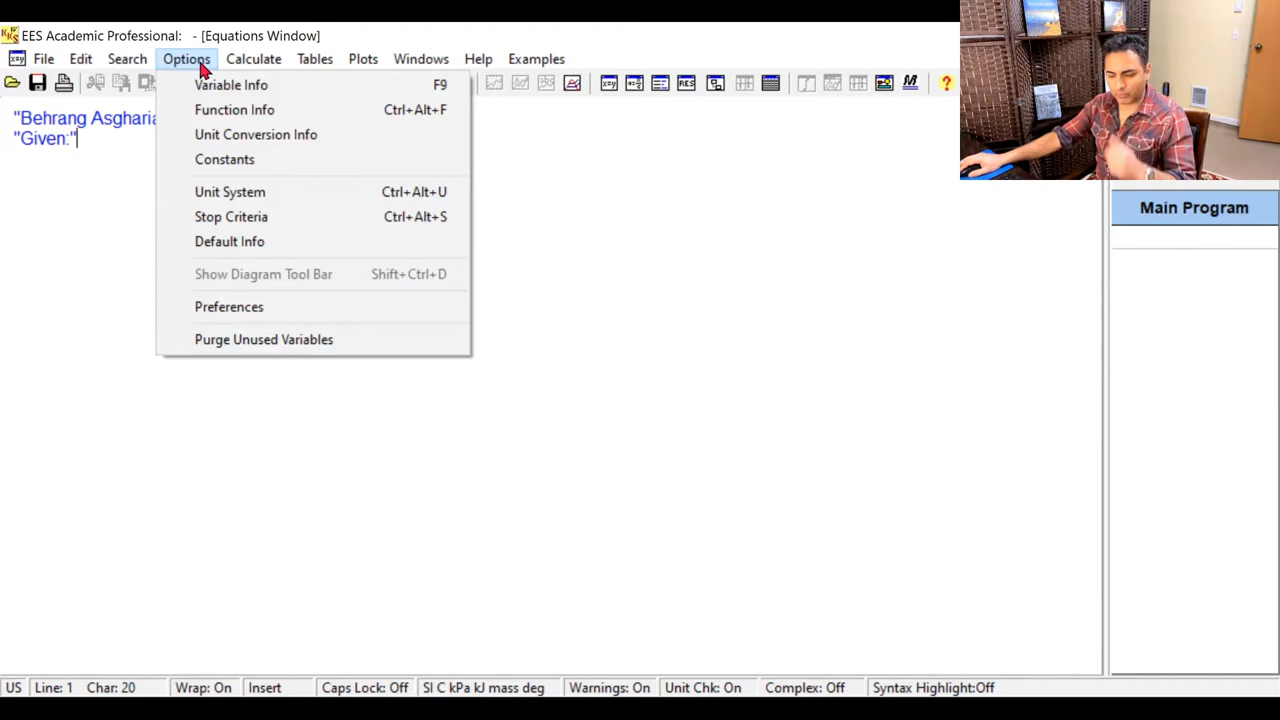 EES Academic Professional: - [Equations Window]
File Edit Search Options Calculate Tables Plots Windows Help Examples
"Behrang Asgharia
"Given:"
Variable Info F9
Function Info Ctrl+Alt+F
Unit Conversion Info
Constants
Unit System Ctrl+Alt+U
Stop Criteria Ctrl+Alt+S
Default Info
Show Diagram Tool Bar Shift+Ctrl+D
Preferences
Purge Unused Variables
Main Program
US Line: 1 Char: 20 Wrap: On Insert Caps Lock: Off SI C kPa kJ mass deg Warnings: On Unit Chk: On Complex: Off Syntax Highlight:Off